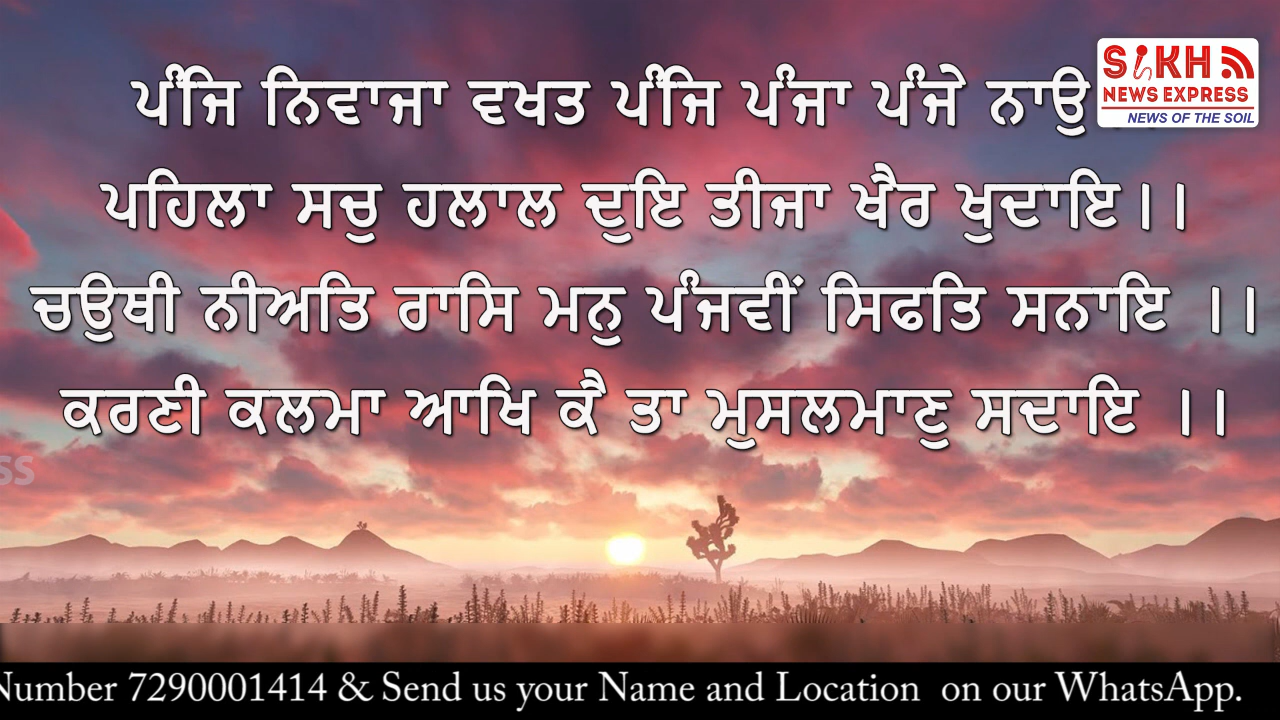 ਪੰਜਿ ਨਿਵਾਜਾ ਵਖਤ ਪੰਜਿ ਪੰਜਾ ਪੰਜੇ ਨਾਉ
ਪਹਿਲਾ ਸਚੁ ਹਲਾਲ ਦੁਇ ਤੀਜਾ ਖੈਰ ਖੁਦਾਇ।।
ਚਉਥੀ ਨੀਅਤਿ ਰਾਸਿ ਮਨੁ ਪੰਜਵੀਂ ਸਿਫਤਿ ਸਨਾਇ ।।
ਕਰਣੀ ਕਲਮਾ ਆਖਿ ਕੈ ਤਾ ਮੁਸਲਮਾਣੁ ਸਦਾਇ ।।
SiKH
NEWS EXPRESS
NEWS OF THE SOIL
SS
Number 7290001414 & Send us your Name and Location on our WhatsApp.